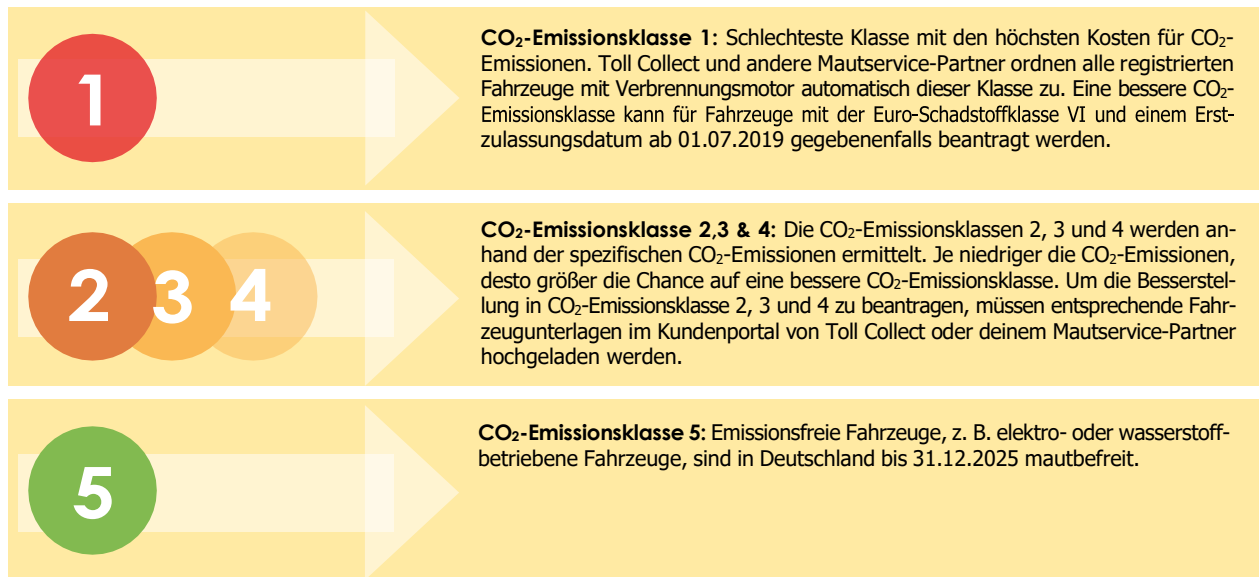 1
CO₂-Emissionsklasse 1: Schlechteste Klasse mit den höchsten Kosten für CO₂-
Emissionen. Toll Collect und andere Mautservice-Partner ordnen alle registrierten
Fahrzeuge mit Verbrennungsmotor automatisch dieser Klasse zu. Eine bessere CO₂-
Emissionsklasse kann für Fahrzeuge mit der Euro-Schadstoffklasse VI und einem Erst-
zulassungsdatum ab 01.07.2019 gegebenenfalls beantragt werden.
2 3 4
CO₂-Emissionsklasse 2,3 & 4: Die CO₂-Emissionsklassen 2, 3 und 4 werden an-
hand der spezifischen CO₂-Emissionen ermittelt. Je niedriger die CO₂-Emissionen,
desto größer die Chance auf eine bessere CO₂-Emissionsklasse. Um die Besserstel-
lung in CO₂-Emissionsklasse 2, 3 und 4 zu beantragen, müssen entsprechende Fahr-
zeugunterlagen im Kundenportal von Toll Collect oder deinem Mautservice-Partner
hochgeladen werden.
5
CO₂-Emissionsklasse 5: Emissionsfreie Fahrzeuge, z. B. elektro- oder wasserstoff-
betriebene Fahrzeuge, sind in Deutschland bis 31.12.2025 mautbefreit.